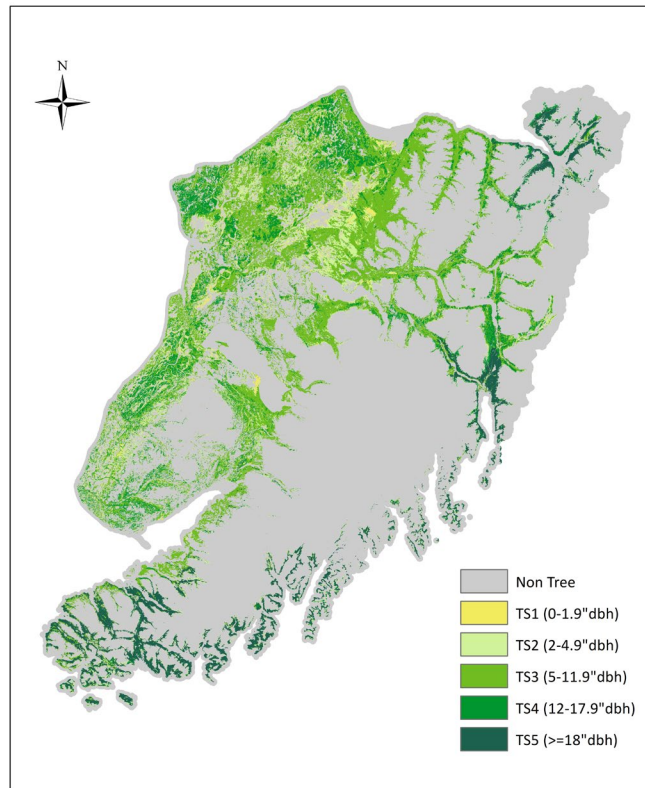 N
Non Tree
TS1 (0-1.9"dbh)
TS2 (2-4.9"dbh)
TS3 (5-11.9"dbh)
TS4 (12-17.9"dbh)
TS5 (>=18"dbh)